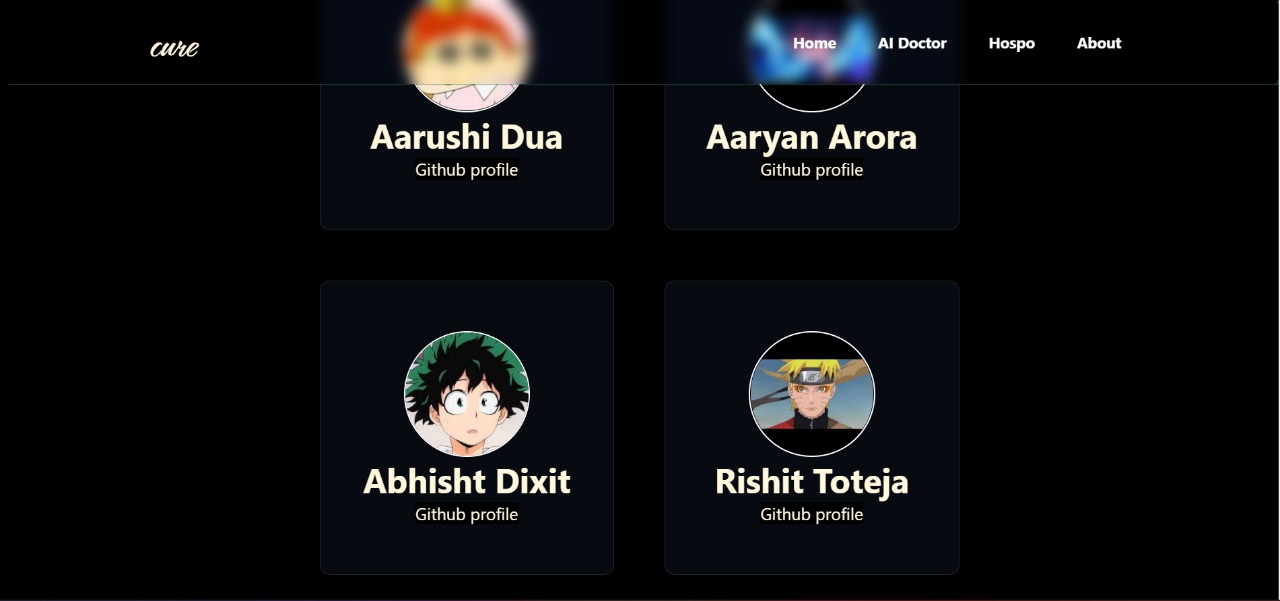 cure
Home AI Doctor Hospo About
Aarushi Dua
Aaryan Arora
Github profile
Github profile
Abhisht Dixit
Rishit Toteja
Github profile
Github profile